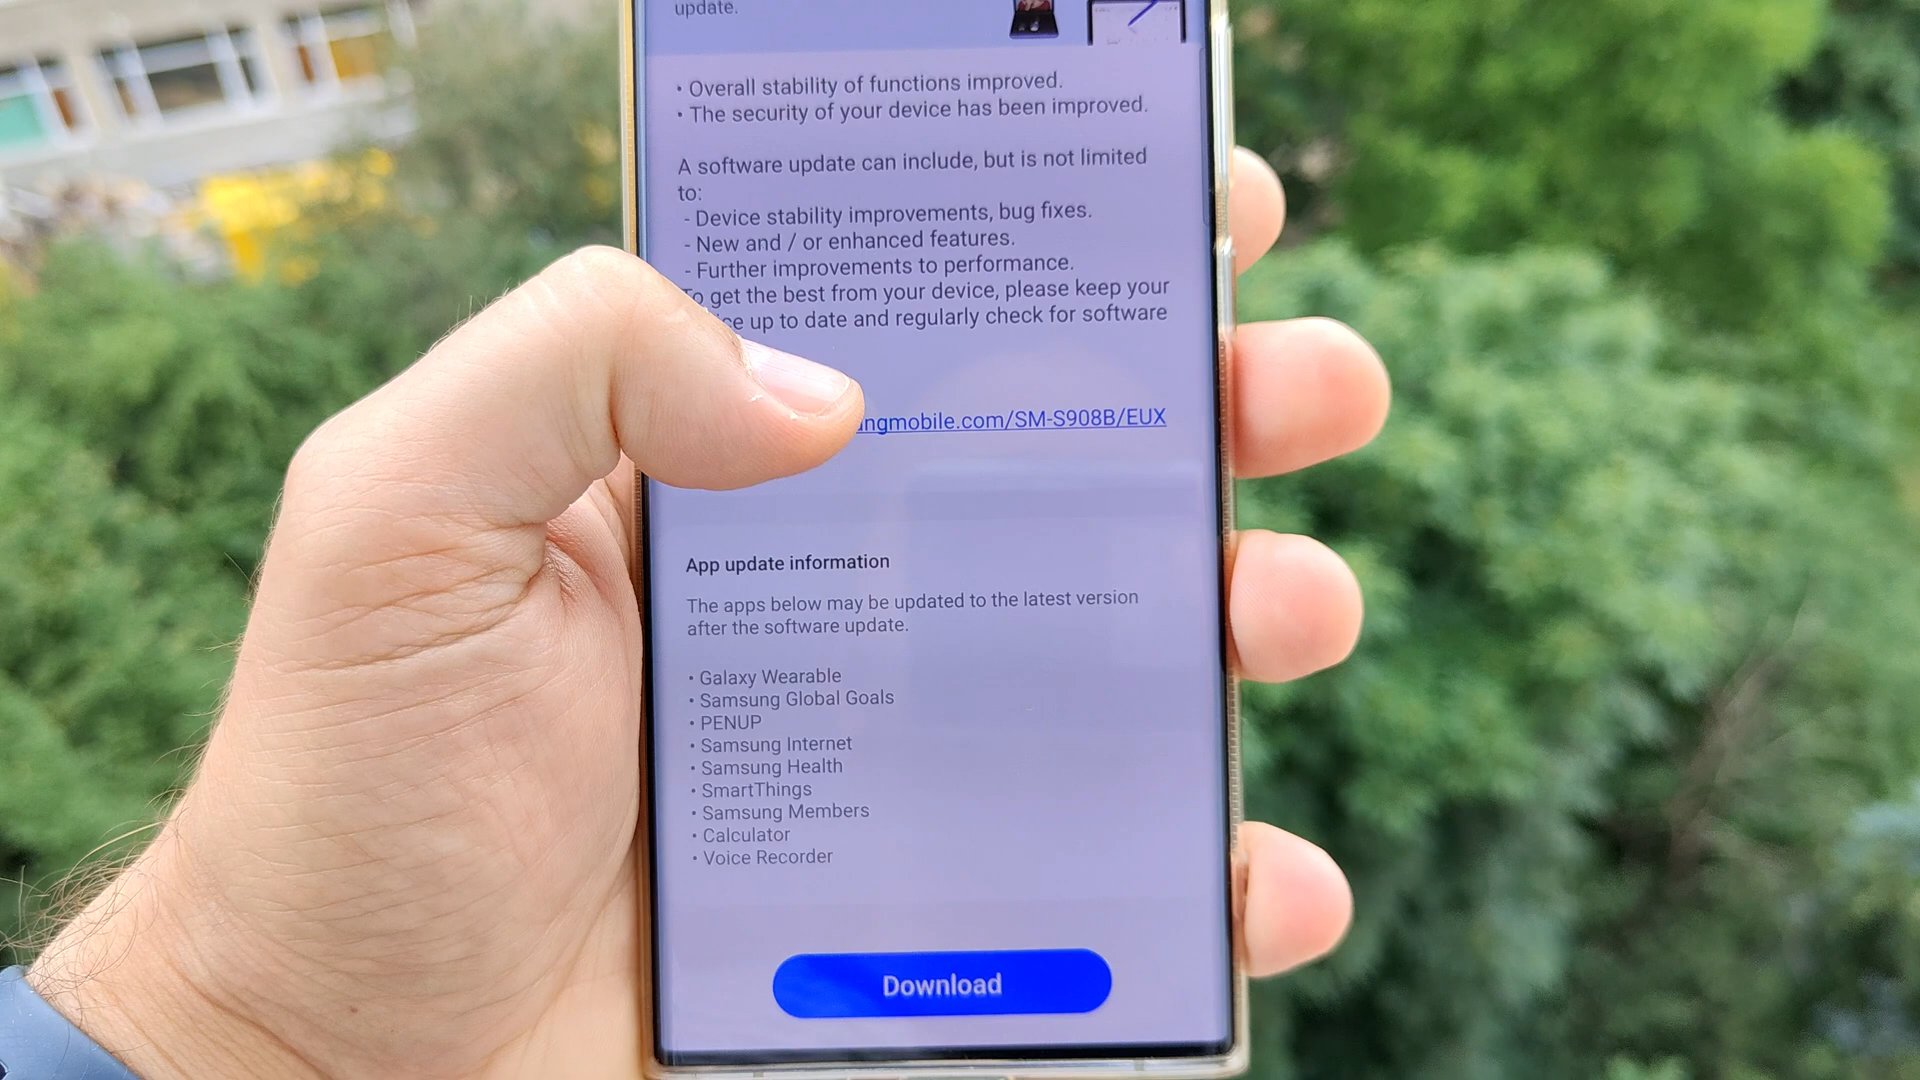 update.
• Overall stability of functions improved.
• The security of your device has been improved.
A software update can include, but is not limited
to:
- Device stability improvements, bug fixes.
- New and / or enhanced features.
- Further improvements to performance.
To get the best from your device, please keep your
up to date and regularly check for software
ngmobile.com/SM-S908B/EUX
App update information
The apps below may be updated to the latest version
after the software update.
• Galaxy Wearable
• Samsung Global Goals
• PENUP
• Samsung Internet
• Samsung Health
• SmartThings
• Samsung Members
• Calculator
• Voice Recorder
Download